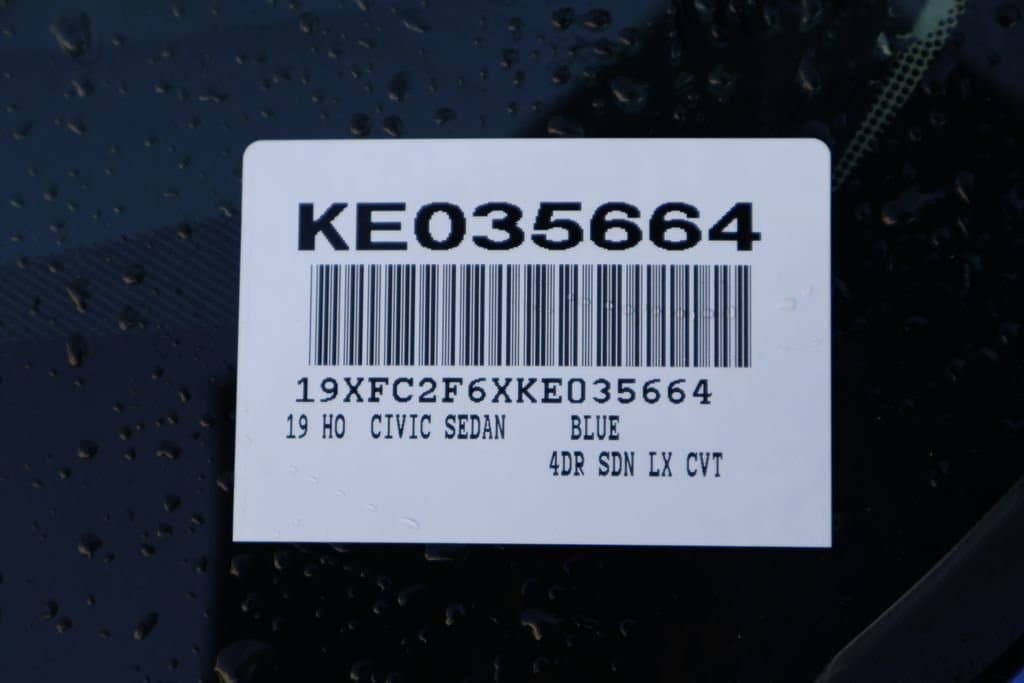 KE035664
19XFC2F6XKE035664
19 HO CIVIC SEDAN BLUE
4DR SDN LX CVT